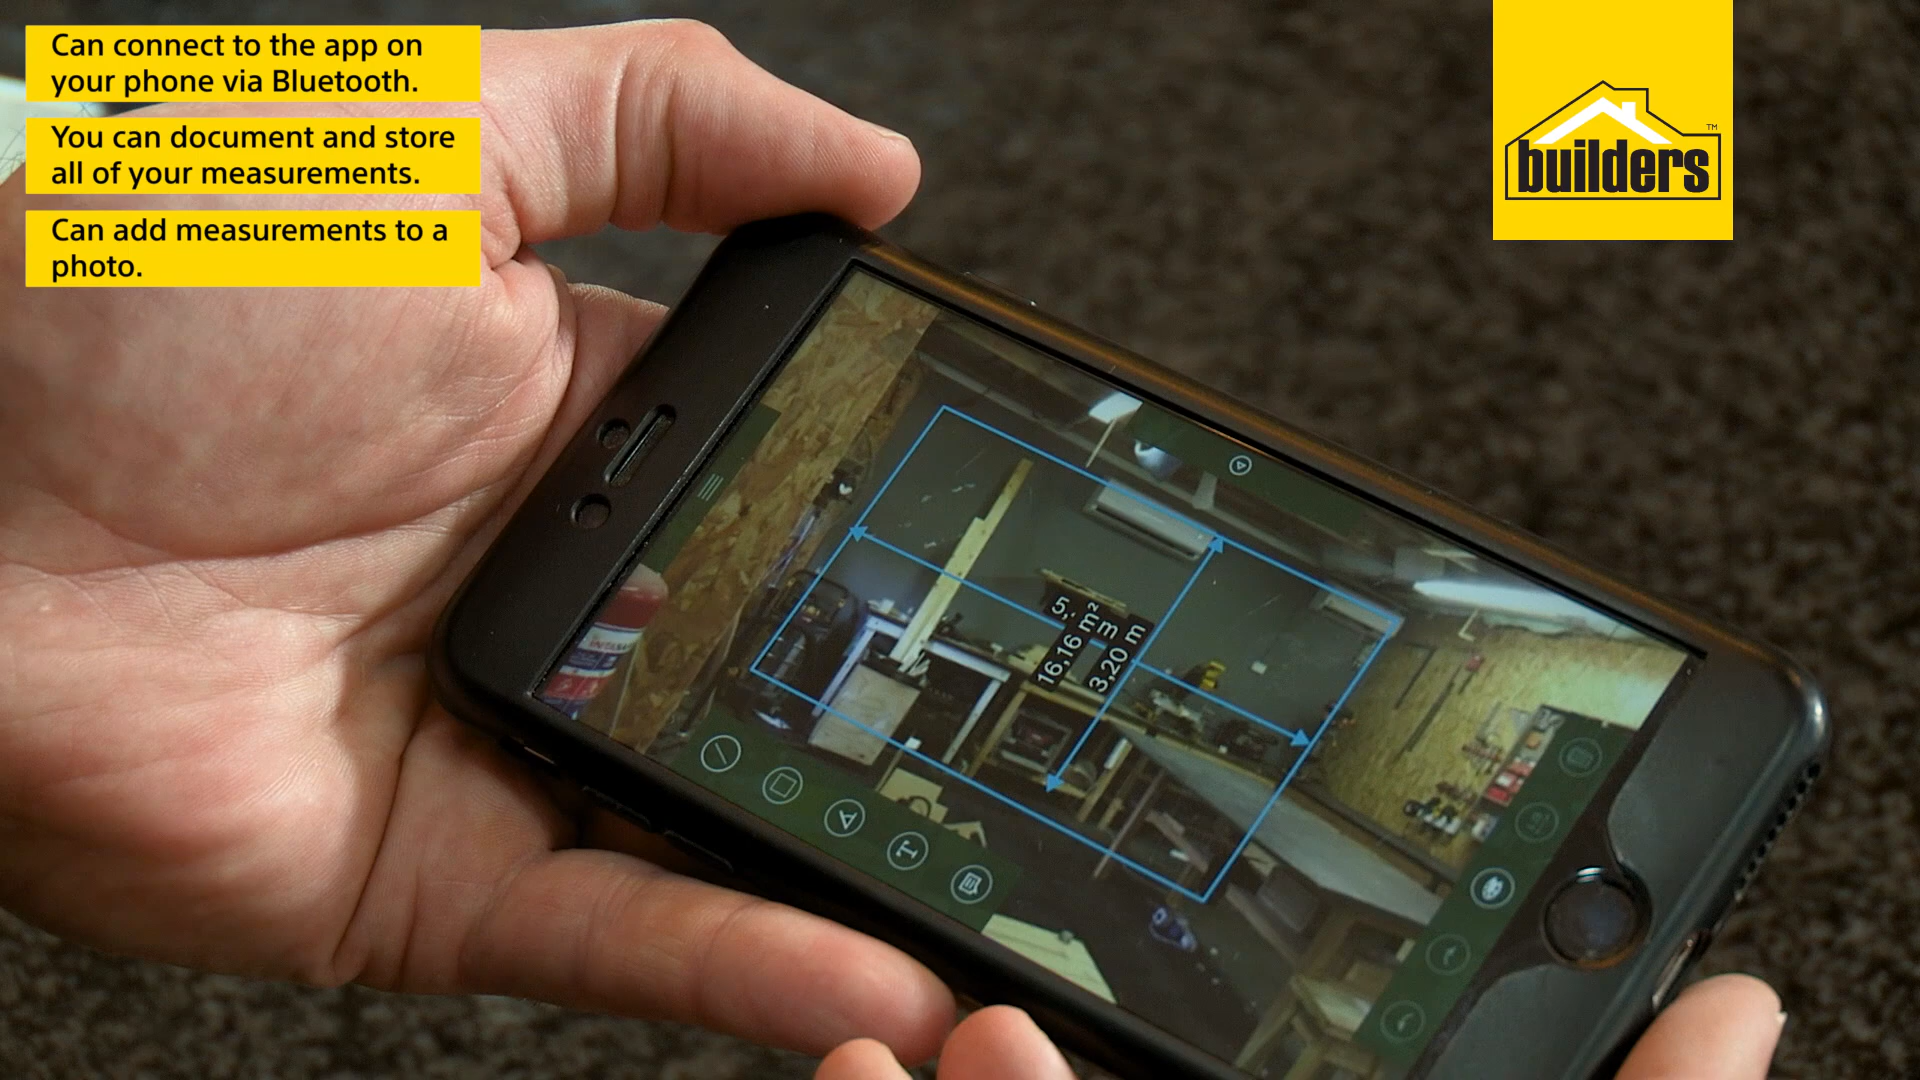 Can connect to the app on
your phone via Bluetooth.
You can document and store
all of your measurements.
Can add measurements to a
photo.
builders
TM
5,
m
16,16 m²
3,20 m
T